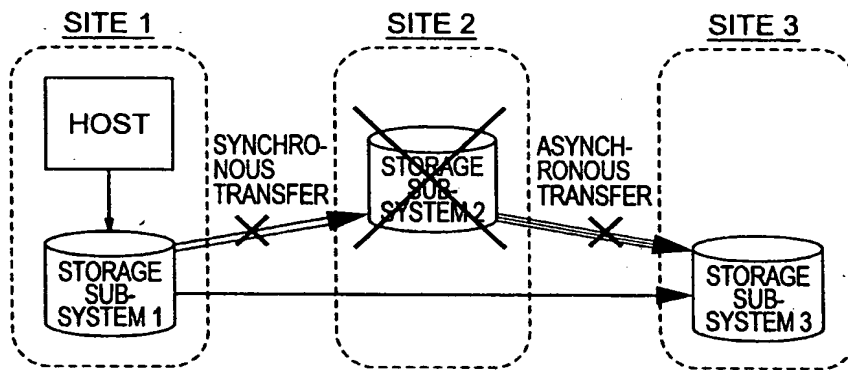 SITE 1
SITE 2
SITE 3
HOST
SYNCHRO-
NOUS
TRANSFER
STORAGE
SUB-
SYSTEM 2
ASYNCH-
RONOUS
TRANSFER
STORAGE
SUB-
SYSTEM 1
STORAGE
SUB-
SYSTEM 3